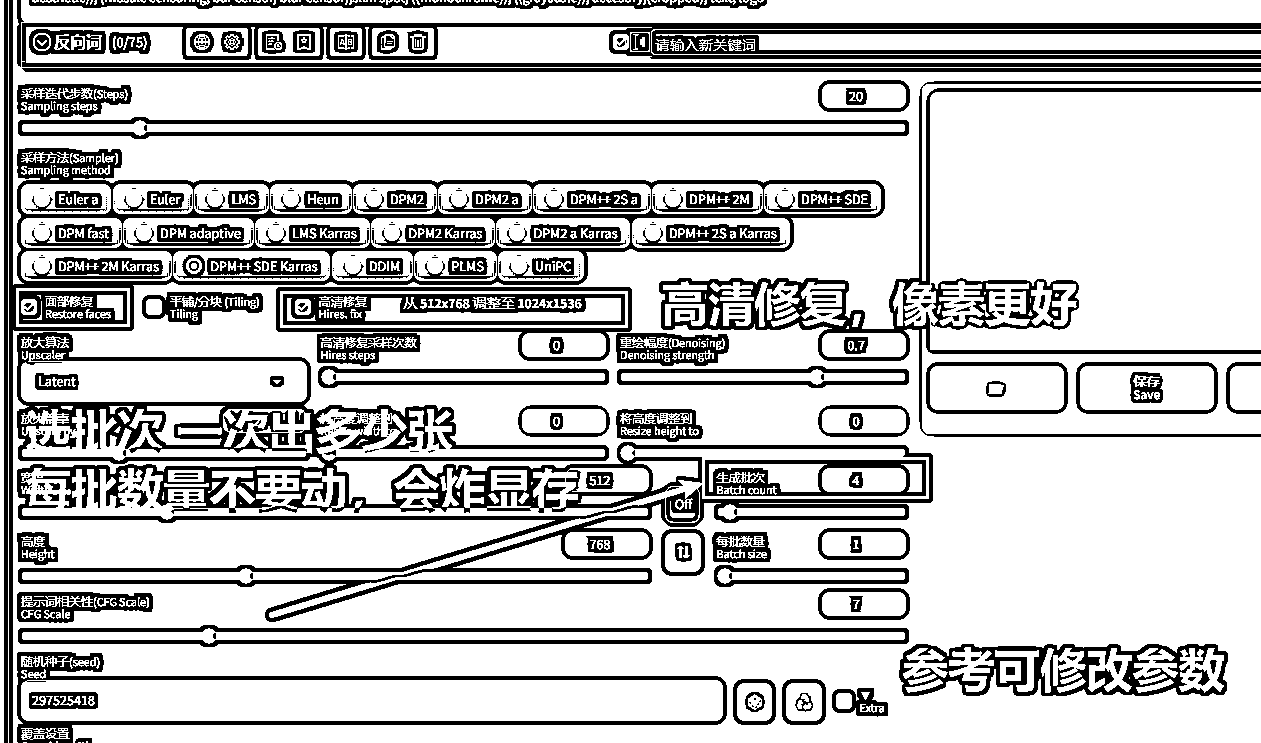 反向词 (0/75)
请输入新关键词
采样迭代步数(Steps)
Sampling steps
20
采样方法(Sampler)
Sampling method
Euler a
Euler
LMS
Heun
DPM2
DPM2 a
DPM++ 2S a
DPM++ 2M
DPM++ SDE
DPM fast
DPM adaptive
LMS Karras
DPM2 Karras
DPM2 a Karras
DPM++ 2S a Karras
DPM++ 2M Karras
DPM++ SDE Karras
DDIM
PLMS
UniPC
面部修复
Restore faces
平铺/分块 (Tiling)
Tiling
高清修复
Hires. fix
从 512x768 调整至 1024x1536
高清修复，像素更好
放大算法
Upscaler
Latent
高清修复采样次数
Hires steps
0
重绘幅度(Denoising)
Denoising strength
0.7
保存
Save
选批次 一次出多少张
0
将高度调整到
Resize height to
0
每批数量不要动，会炸显存
512
Off
生成批次
Batch count
4
高度
Height
768
每批数量
Batch size
1
提示词相关性(CFG Scale)
CFG Scale
7
随机种子(seed)
Seed
297525418
Extra
参考可修改参数
覆盖设置